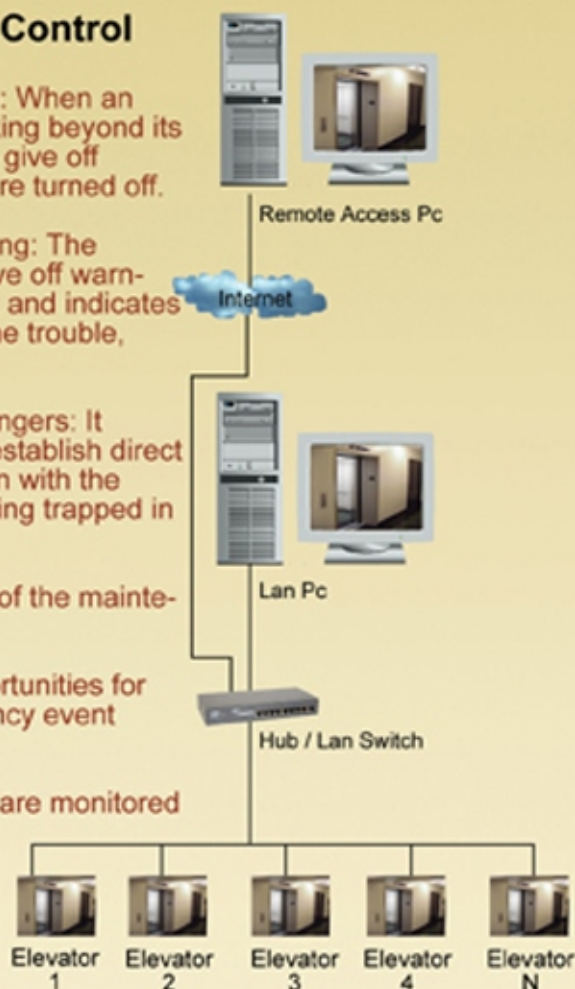 Control
: When an
king beyond its
give off
re turned off.
ng: The
ve off warn-
and indicates
ne trouble,
ngers: It
establish direct
n with the
ing trapped in
of the mainte-
rtunities for
ncy event
are monitored
Remote Access Pc
Internet
Lan Pc
Hub / Lan Switch
Elevator
1
Elevator
2
Elevator
3
Elevator
4
Elevator
N